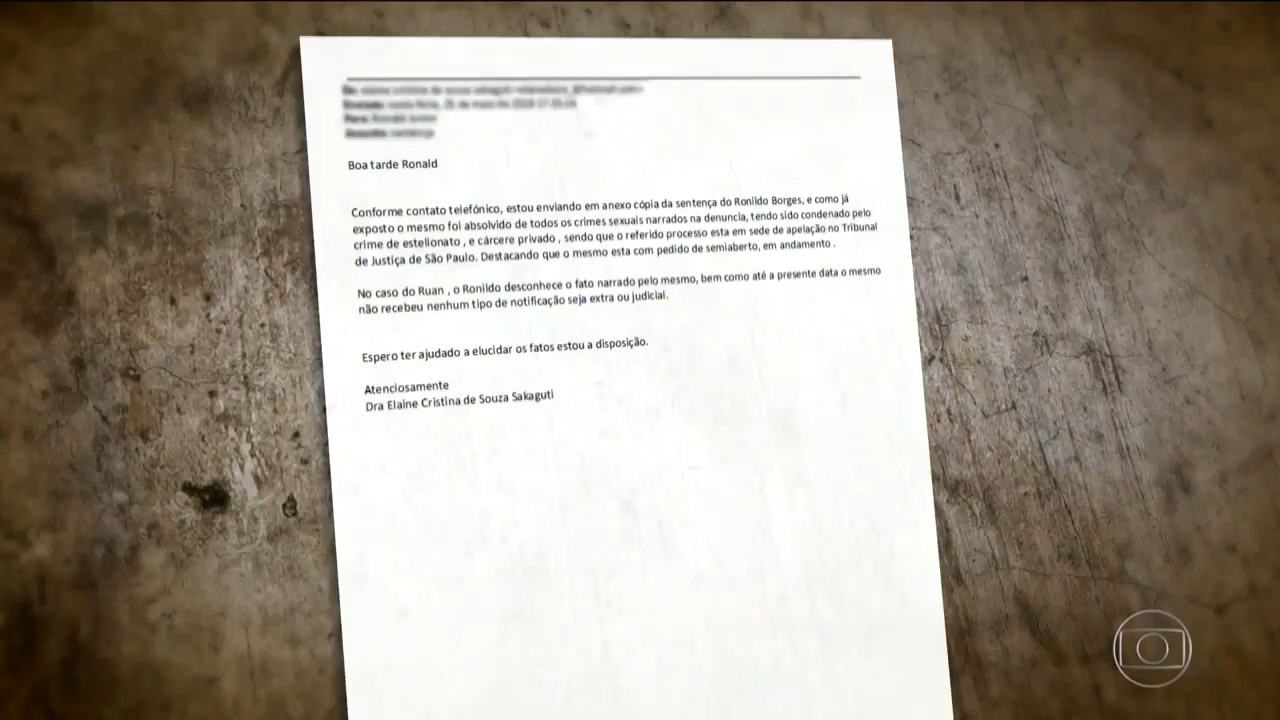 Boa tarde Ronald
Conforme contato telefônico, estou enviando em anexo cópia da sentença do Ronildo Borges, e como já
exposto o mesmo foi absolvido de todos os crimes sexuais narrados na denuncia, tendo sido condenado pelo
crime de estelionato , e cárcere privado , sendo que o referido processo esta em sede de apelação no Tribunal
de Justiça de São Paulo. Destacando que o mesmo esta com pedido de semiaberto, em andamento .
No caso do Ruan , o Ronildo desconhece o fato narrado pelo mesmo, bem como até a presente data o mesmo
não recebeu nenhum tipo de notificação seja extra ou judicial.
Espero ter ajudado a elucidar os fatos estou a disposição.
Atenciosamente
Dra Elaine Cristina de Souza Sakaguti